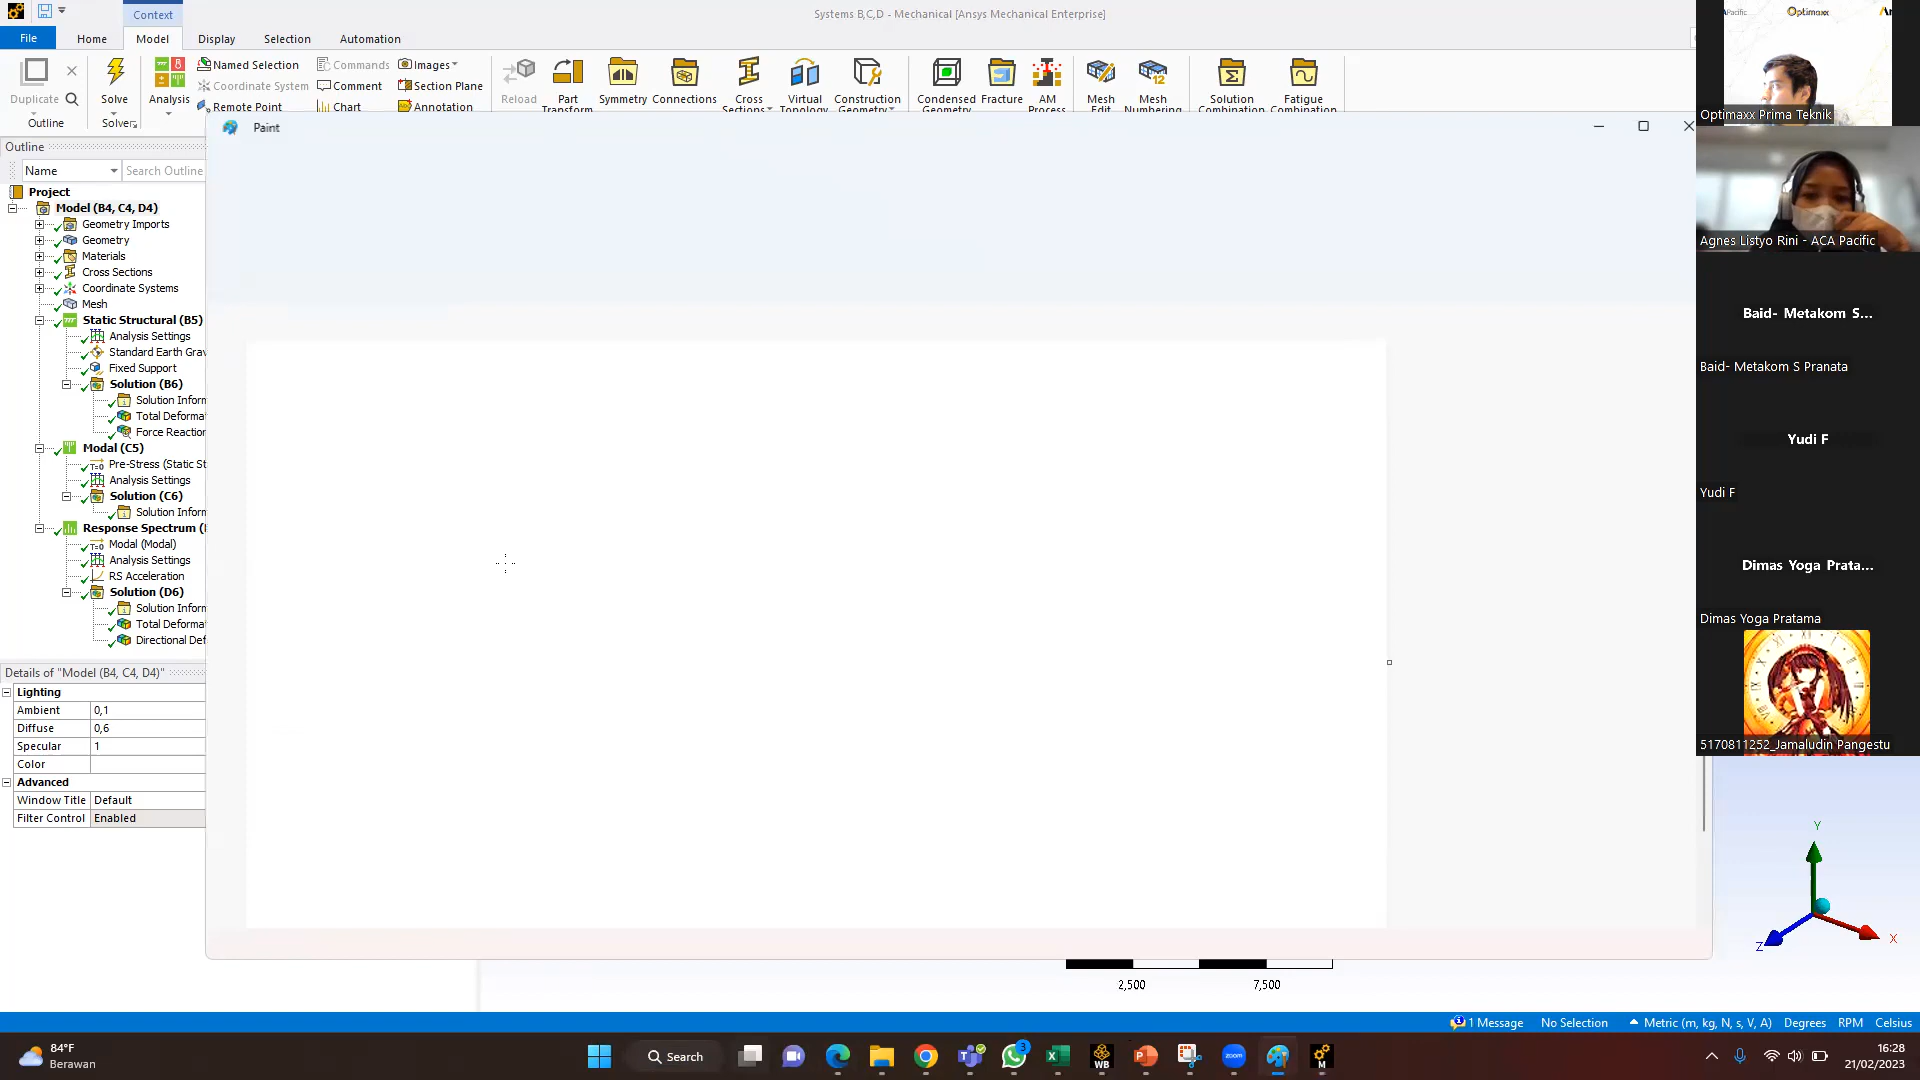 Context
Systems B,C,D - Mechanical [Ansys Mechanical Enterprise]
File
Home
Model
Display
Selection
Automation
Duplicate
Outline
Solve
Solver
Analysis
Named Selection
Coordinate System
Remote Point
Commands
Comment
Chart
Images
Section Plane
Annotation
Reload
Part
Transform
Symmetry
Connections
Cross
Sections
Virtual
Topology
Construction
Geometry
Condensed
Geometry
Fracture
AM
Process
Mesh
Edit
Mesh
Numbering
Solution
Combination
Fatigue
Combination
Paint
Outline
Name
Search Outline
Project
Model (B4, C4, D4)
Geometry Imports
Geometry
Materials
Cross Sections
Coordinate Systems
Mesh
Static Structural (B5)
Analysis Settings
Standard Earth Grav
Fixed Support
Solution (B6)
Solution Inforn
Total Deforma
Force Reaction
Modal (C5)
Pre-Stress (Static St
Analysis Settings
Solution (C6)
Solution Inforn
Response Spectrum (
Modal (Modal)
Analysis Settings
RS Acceleration
Solution (D6)
Solution Inforn
Total Deforma
Directional Def
Details of "Model (B4, C4, D4)"
Lighting
Ambient 0,1
Diffuse 0,6
Specular 1
Color
Advanced
Window Title Default
Filter Control Enabled
Pacific
Optimaxx
Optimaxx Prima Teknik
Agnes Listyo Rini - ACA Pacific
Baid- Metakom S...
Baid- Metakom S Pranata
Yudi F
Yudi F
Dimas Yoga Prata...
Dimas Yoga Pratama
5170811252_Jamaludin Pangestu
Y
Z
X
2,500
7,500
1 Message
No Selection
Metric (m, kg, N, s, V, A)
Degrees
RPM
Celsius
84°F
Berawan
Search
3
WB
zoom
M
16:28
21/02/2023